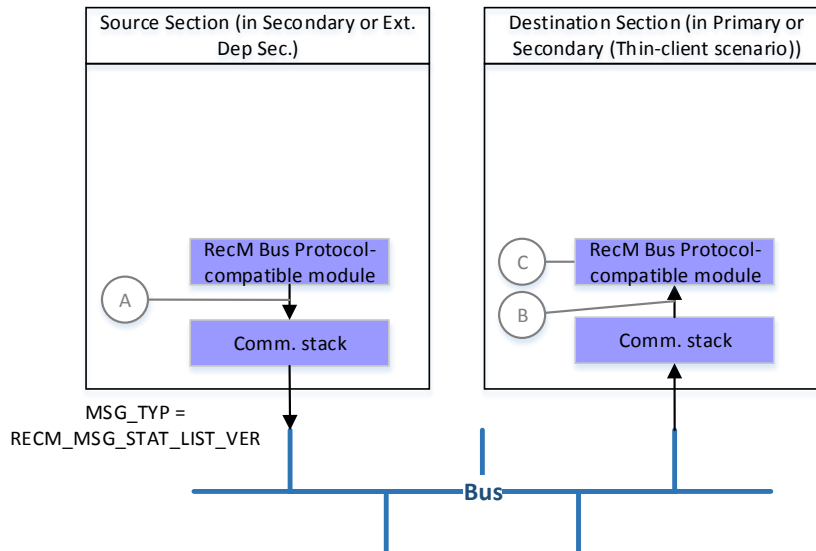 Source Section (in Secondary or Ext.
Dep Sec.)
Destination Section (in Primary or
Secondary (Thin-client scenario))
RecM Bus Protocol-
compatible module
A
Comm. stack
C
RecM Bus Protocol-
compatible module
B
Comm. stack
MSG_TYP =
RECM_MSG_STAT_LIST_VER
Bus